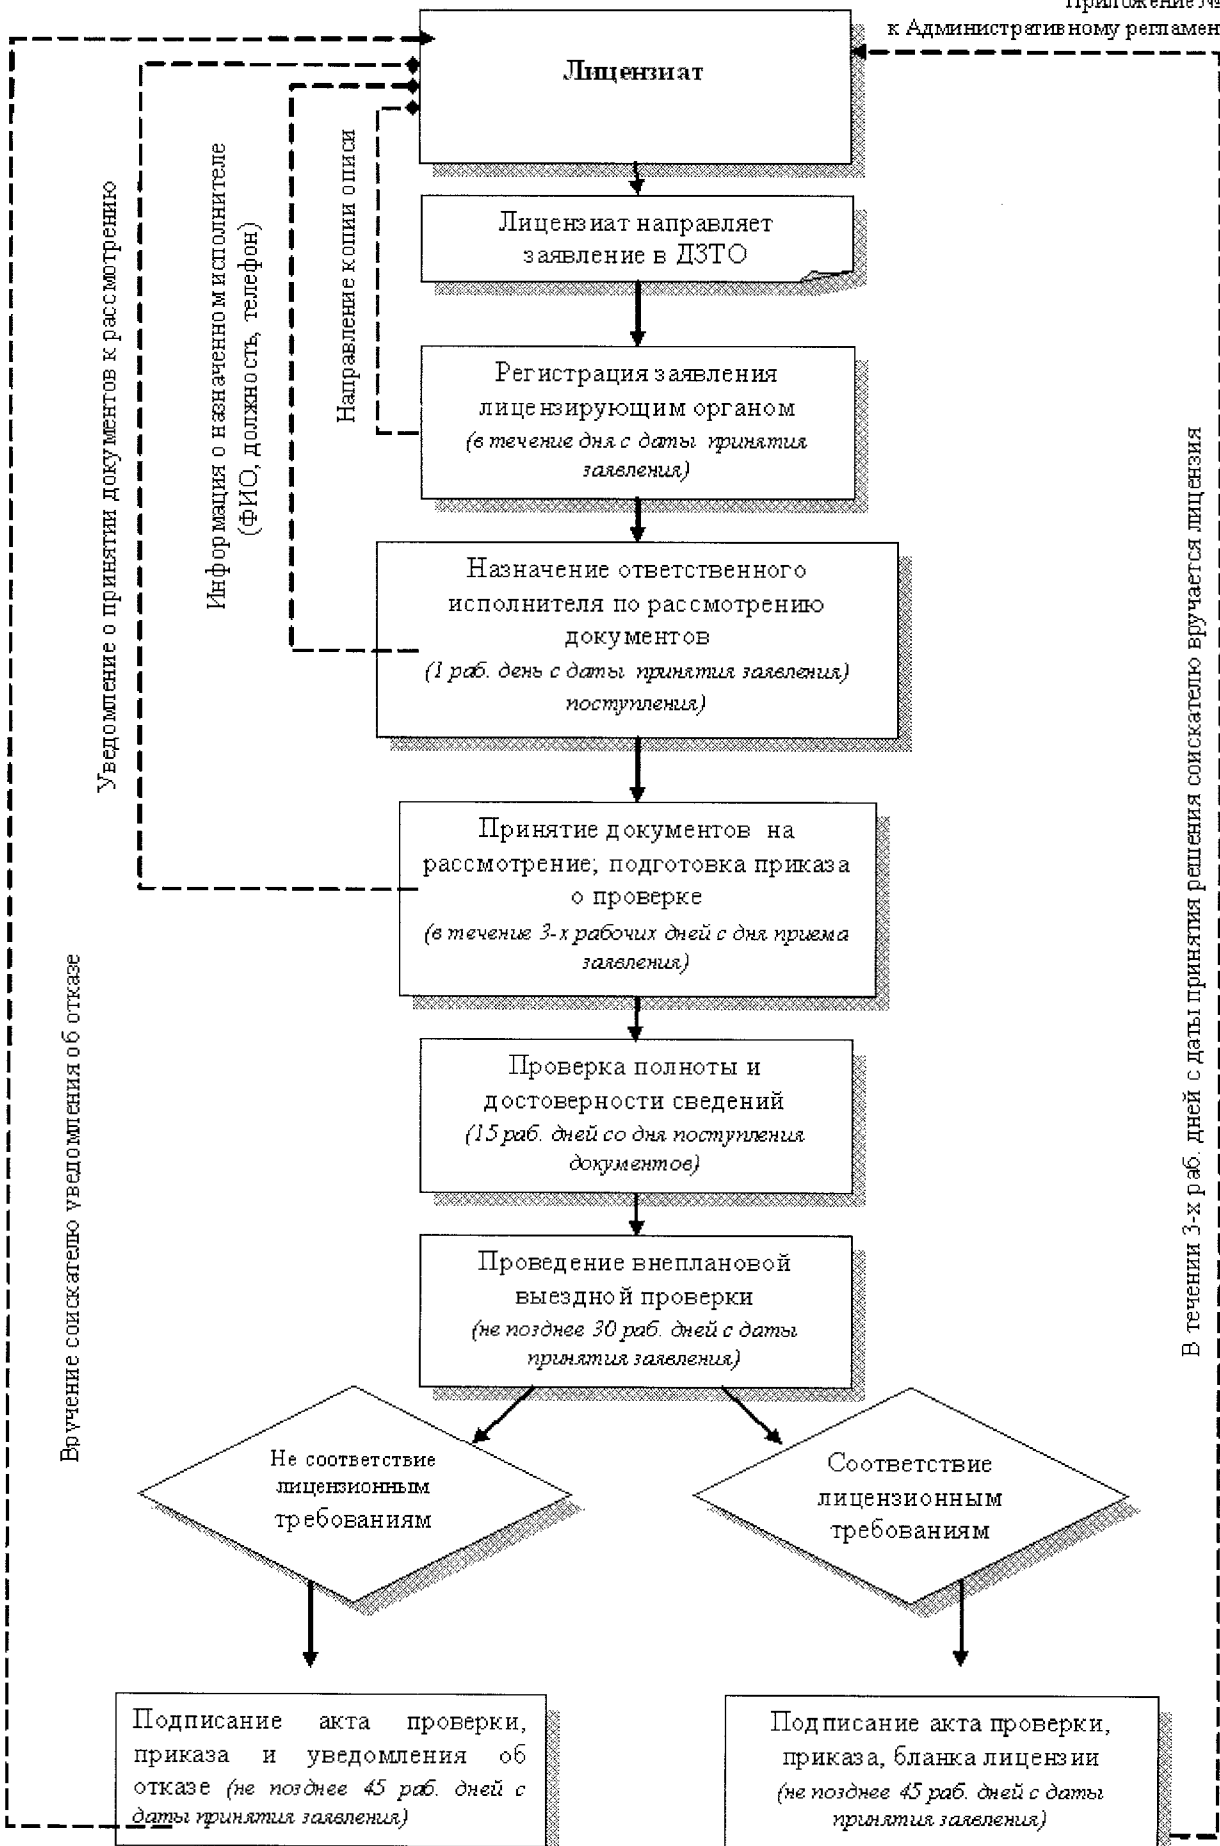 Приложение №
к Административному регламен
Лицензиат
Лицензиат направляет
заявление в ДЗТО
Регистрация заявления
лицензирующим органом
(в течение дня с даты принятия
заявления)
Назначение ответственного
исполнителя по рассмотрению
документов
(1 раб. день с даты принятия заявления)
поступления)
Принятие документов на
рассмотрение; подготовка приказа
о проверке
(в течение 3-х рабочих дней с дня приема
заявления)
Проверка полноты и
достоверности сведений
(15 раб. дней со дня поступления
документов)
Проведение внеплановой
выездной проверки
(не позднее 30 раб. дней с даты
принятия заявления)
Не соответствие
лицензионным
требованиям
Соответствие
лицензионным
требованиям
Подписание акта проверки,
приказа и уведомления об
отказе (не позднее 45 раб. дней с
даты принятия заявления)
Подписание акта проверки,
приказа, бланка лицензии
(не позднее 45 раб. дней с даты
принятия заявления)
Вручение соискателю уведомления об отказе
Уведомление о принятии документов к рассмотрению
Информация о назначенном исполнителе
(ФИО, должность, телефон)
Направление копии описи
В течении 3-х раб. дней с даты принятия решения соискателю вручается лицензия